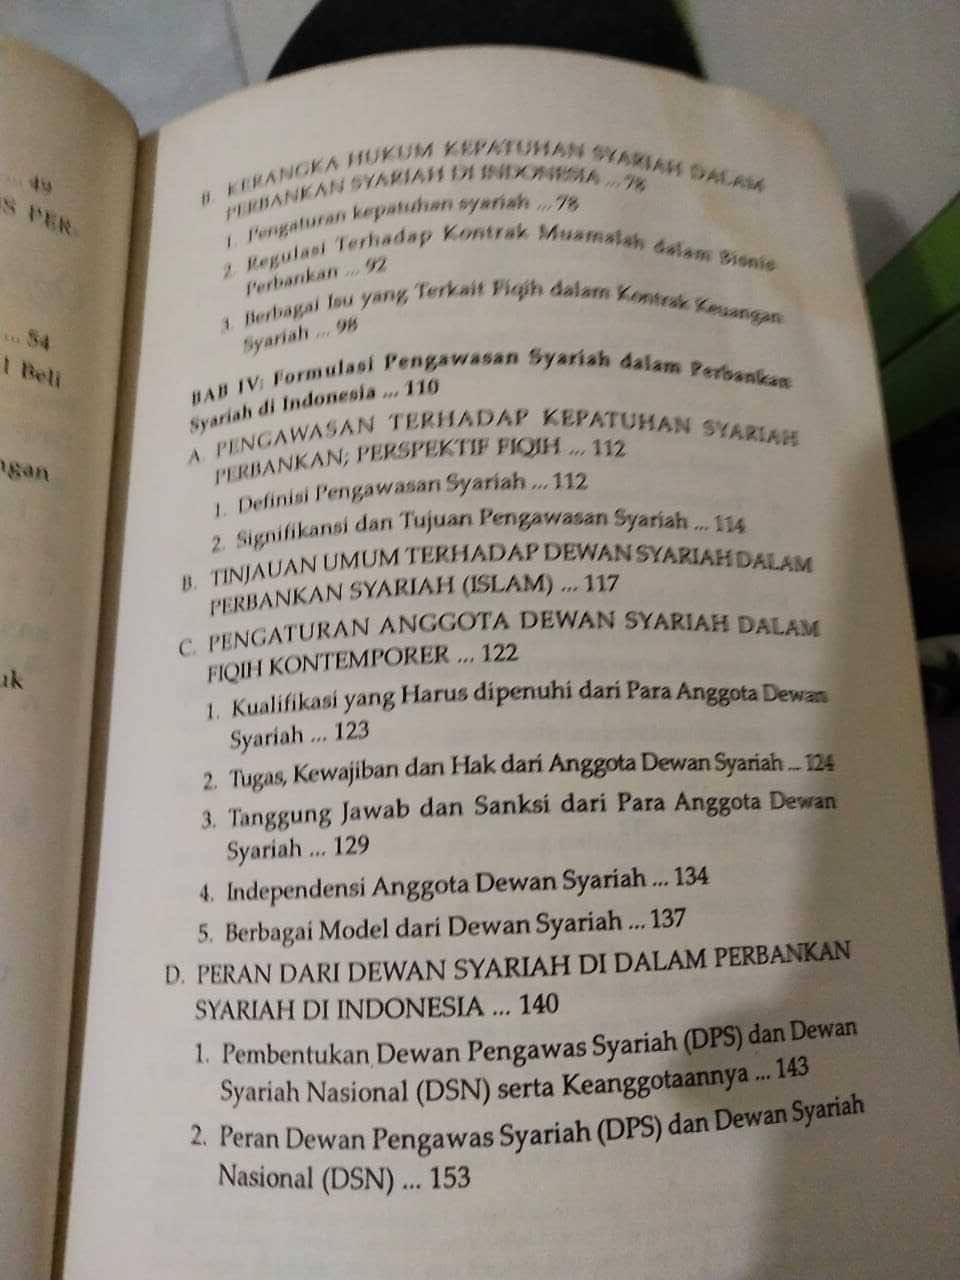 49
S PER-
... 54
l Beli
ngan
uk
B. KERANGKA HUKUM KEPATUHAN SYARIAH DALAM
PERBANKAN SYARIAH DI INDONESIA ... 78
1. Pengaturan kepatuhan syariah ... 78
2. Regulasi Terhadap Kontrak Muamalah dalam Bisnis
Perbankan ... 92
3. Berbagai Isu yang Terkait Fiqih dalam Kontrak Keuangan
Syariah ... 98
BAB IV: Formulasi Pengawasan Syariah dalam Perbankan
Syariah di Indonesia ... 110
A. PENGAWASAN TERHADAP KEPATUHAN SYARIAH
PERBANKAN; PERSPEKTIF FIQIH ... 112
1. Definisi Pengawasan Syariah ... 112
2. Signifikansi dan Tujuan Pengawasan Syariah ... 114
B. TINJAUAN UMUM TERHADAP DEWAN SYARIAH DALAM
PERBANKAN SYARIAH (ISLAM) ... 117
C. PENGATURAN ANGGOTA DEWAN SYARIAH DALAM
FIQIH KONTEMPORER ... 122
1. Kualifikasi yang Harus dipenuhi dari Para Anggota Dewan
Syariah ... 123
2. Tugas, Kewajiban dan Hak dari Anggota Dewan Syariah ... 124
3. Tanggung Jawab dan Sanksi dari Para Anggota Dewan
Syariah ... 129
4. Independensi Anggota Dewan Syariah ... 134
5. Berbagai Model dari Dewan Syariah ... 137
D. PERAN DARI DEWAN SYARIAH DI DALAM PERBANKAN
SYARIAH DI INDONESIA ... 140
1. Pembentukan Dewan Pengawas Syariah (DPS) dan Dewan
Syariah Nasional (DSN) serta Keanggotaannya ... 143
2. Peran Dewan Pengawas Syariah (DPS) dan Dewan Syariah
Nasional (DSN) ... 153